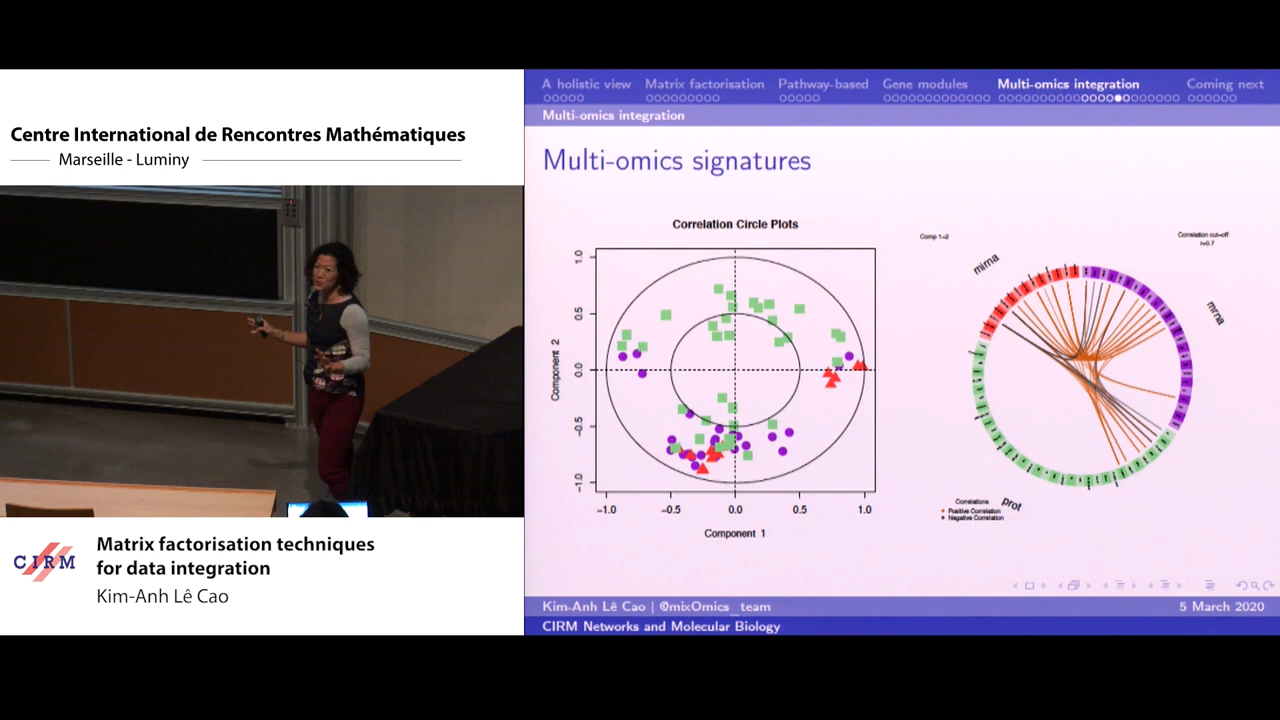 Centre International de Rencontres Mathématiques
Marseille - Luminy
CIRM
Matrix factorisation techniques
for data integration
Kim-Anh Lê Cao
A holistic view Matrix factorisation Pathway-based Gene modules Multi-omics integration Coming next
Multi-omics integration
Multi-omics signatures
Correlation Circle Plots
Component 2
1.0
0.5
0.0
−0.5
−1.0
−1.0 −0.5 0.0 0.5 1.0
Component 1
Comp 1-2
Correlation cut-off
r=0.7
mirna
mrna
prot
Correlations
Positive Correlation
Negative Correlation
Kim-Anh Lê Cao | @mixOmics_team 5 March 2020
CIRM Networks and Molecular Biology